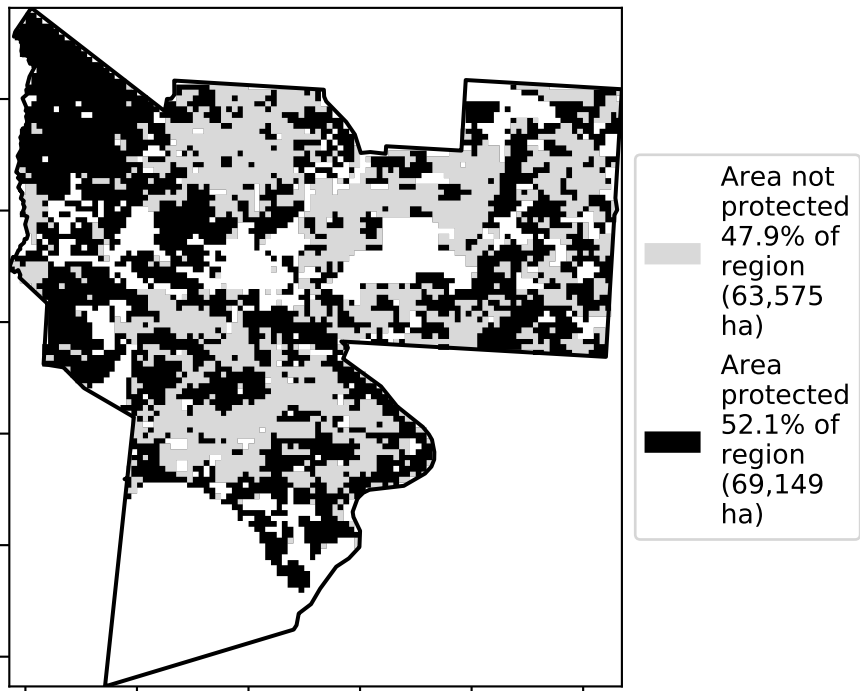 Area not
protected
47.9% of
region
(63,575
ha)
Area
protected
52.1% of
region
(69,149
ha)